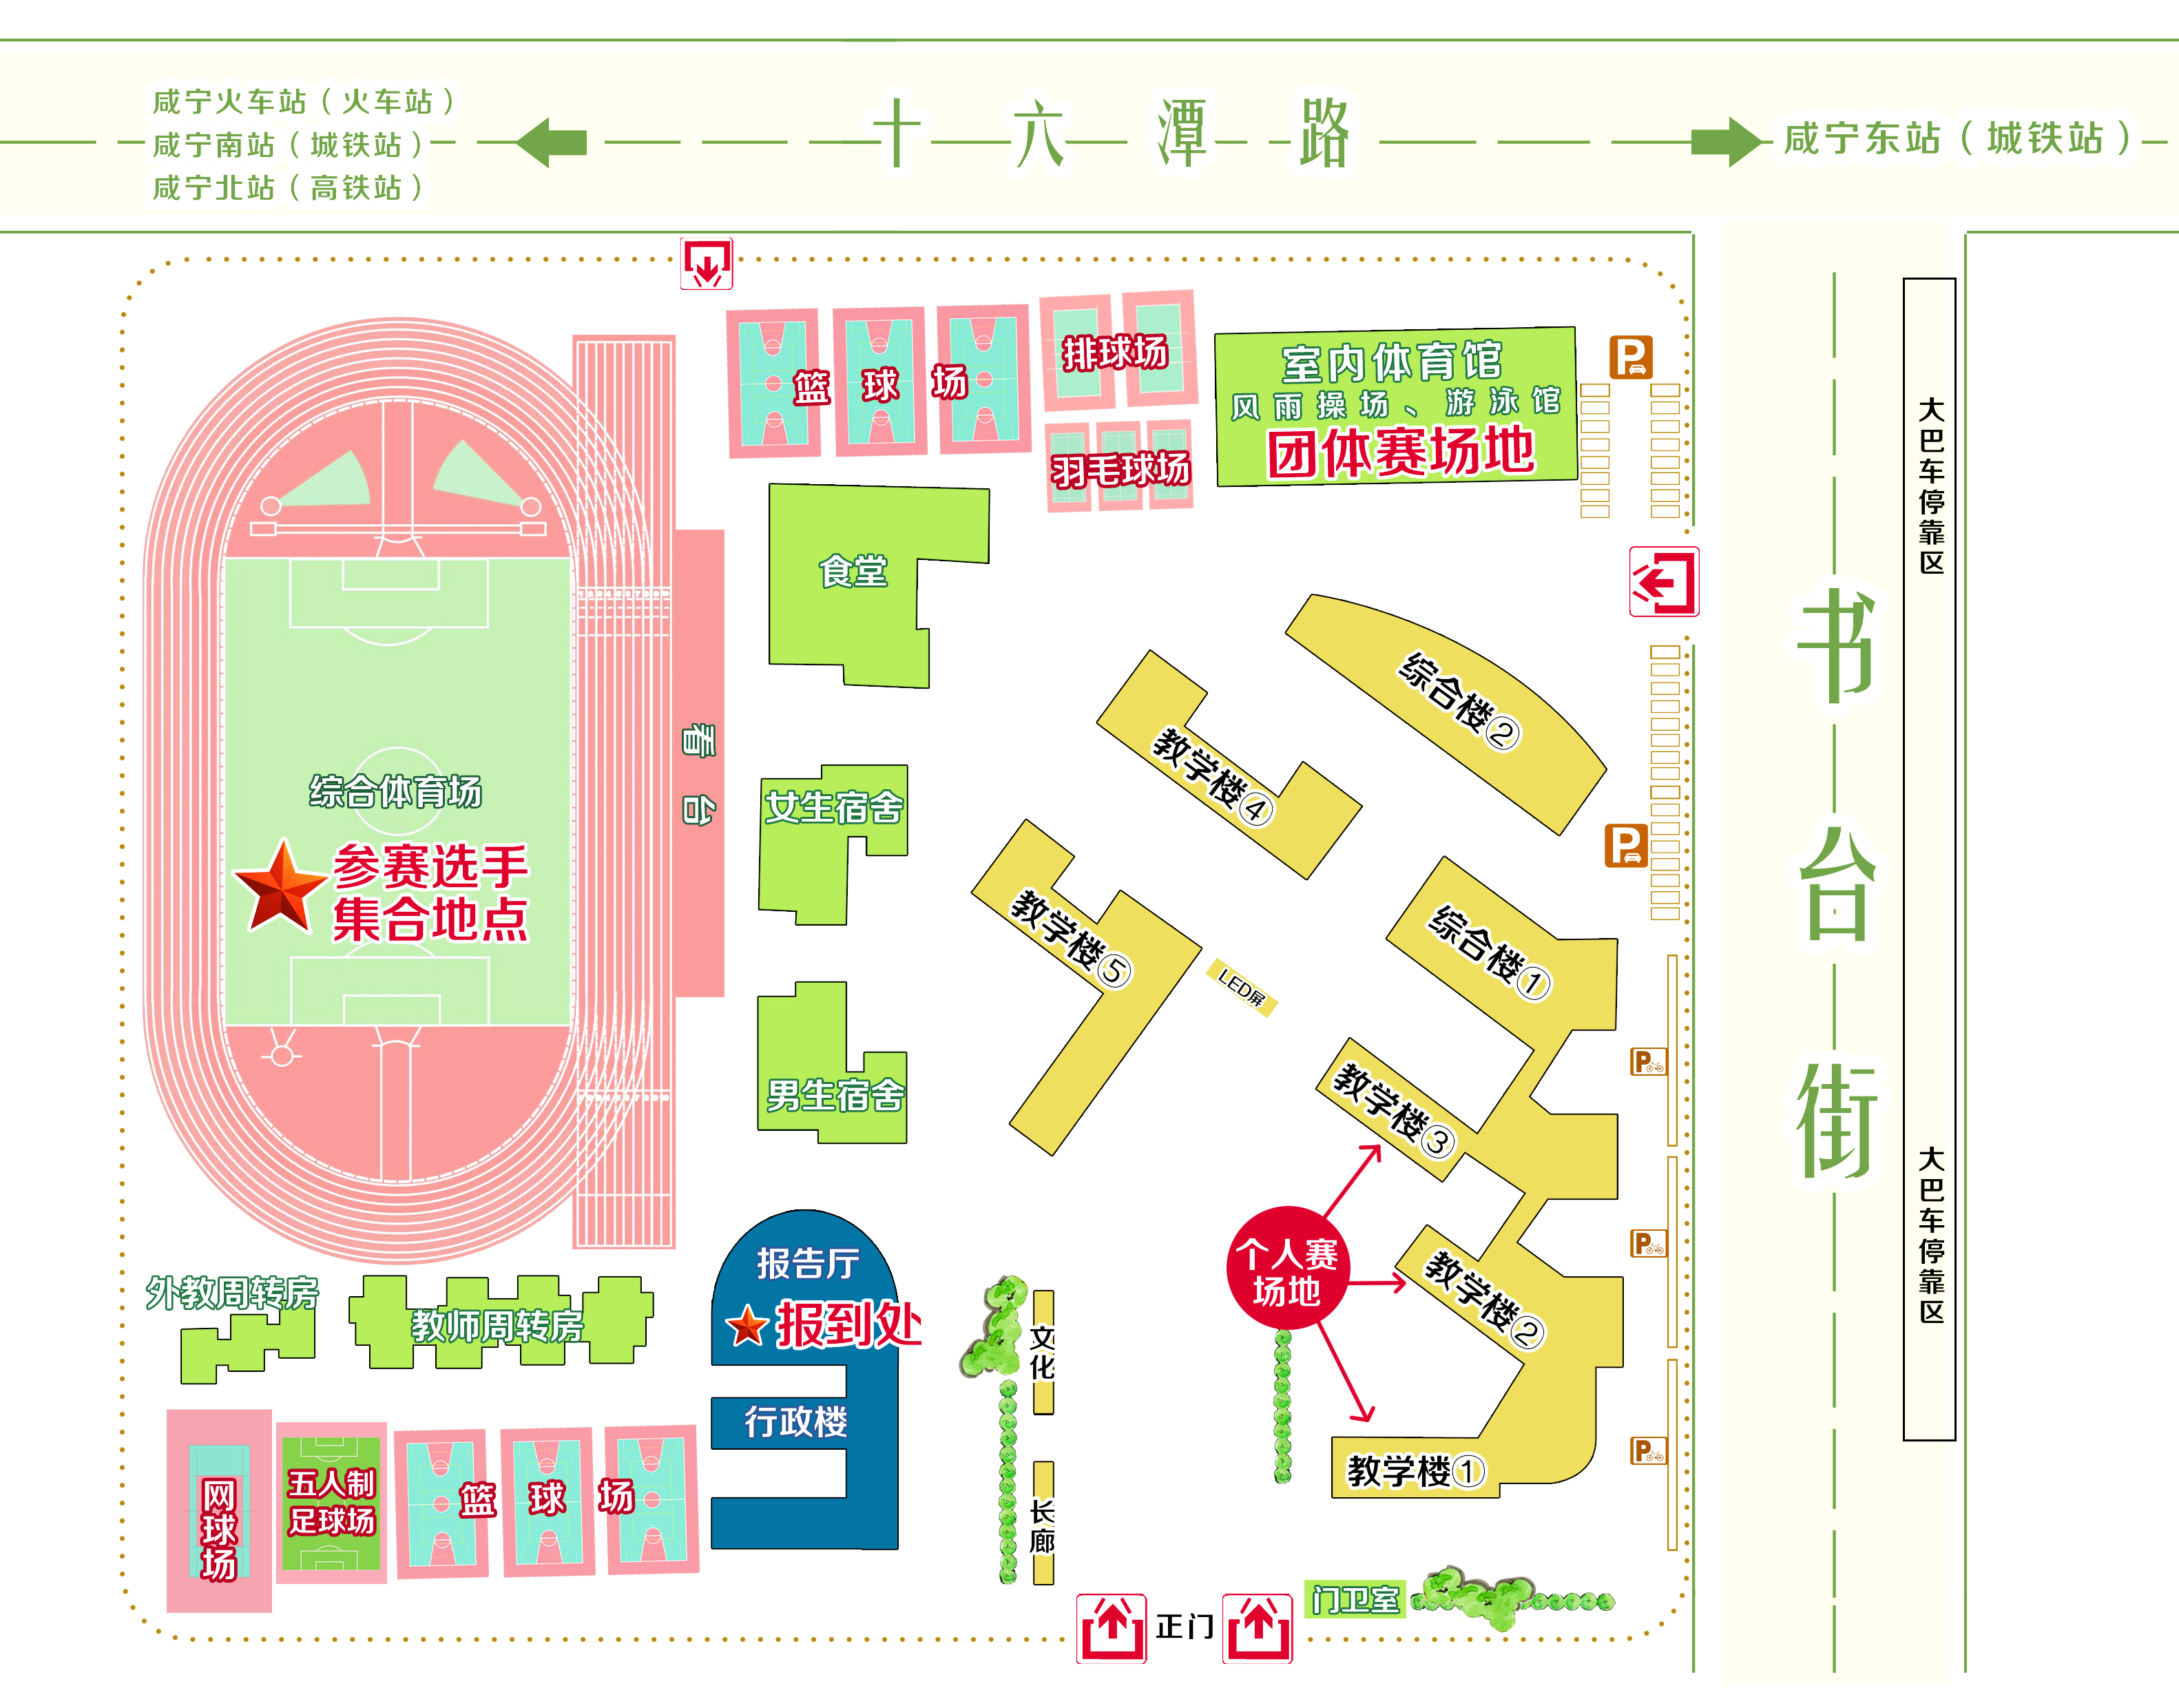 咸宁火车站（火车站）
咸宁南站（城铁站）
咸宁北站（高铁站）
十六潭路
咸宁东站（城铁站）
篮球场
排球场
羽毛球场
室内体育馆
风雨操场、游泳馆
团体赛场地
P
大巴车停靠区
食堂
书台街
综合楼②
看台
教学楼④
综合体育场
女生宿舍
参赛选手
集合地点
P
教学楼⑤
综合楼①
LED屏
P
男生宿舍
教学楼③
大巴车停靠区
个人赛
场地
P
报告厅
报到处
教学楼②
外教周转房
教师周转房
文化
长廊
行政楼
P
教学楼①
网球场
五人制
足球场
篮球场
门卫室
正门